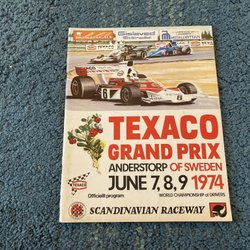 Gislaved
TEXACO
GRAND PRIX
ANDERSTORP OF SWEDEN
JUNE 7, 8, 9 1974
TEXACO
Officiellt program
WORLD CHAMPIONSHIP of DRIVERS
SCANDINAVIAN RACEWAY